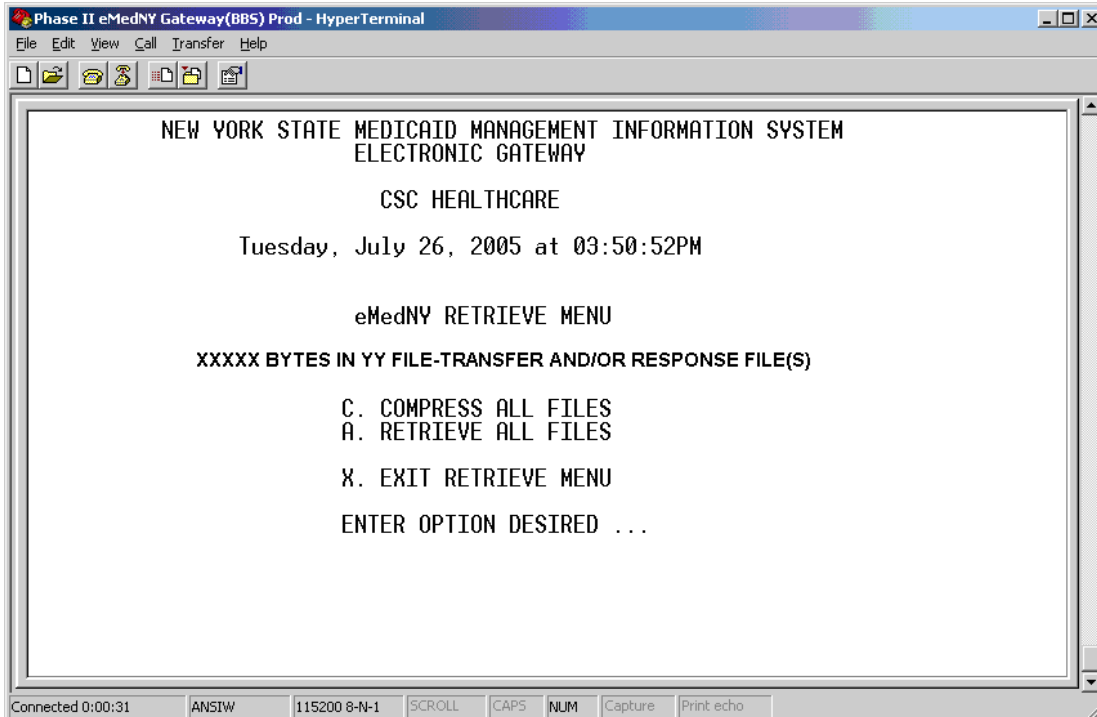 Phase II eMedNY Gateway(BBS) Prod - HyperTerminal
File Edit View Call Transfer Help
NEW YORK STATE MEDICAID MANAGEMENT INFORMATION SYSTEM
ELECTRONIC GATEWAY
CSC HEALTHCARE
Tuesday, July 26, 2005 at 03:50:52PM
eMedNY RETRIEVE MENU
XXXXX BYTES IN YY FILE-TRANSFER AND/OR RESPONSE FILE(S)
C. COMPRESS ALL FILES
A. RETRIEVE ALL FILES
X. EXIT RETRIEVE MENU
ENTER OPTION DESIRED ...
Connected 0:00:31 ANSIW 115200 8-N-1 SCROLL CAPS NUM Capture Print echo